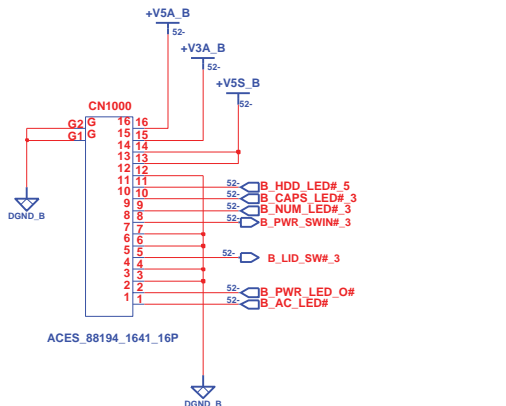 +V5A_B
52-
+V3A_B
52-
+V5S_B
52-
CN1000
G2 G 16 16
G1 G 15 15
14 14
13 13
12 12
11 11 52- B_HDD_LED#_5
10 10 52- B_CAPS_LED#_3
9 9 52- B_NUM_LED#_3
8 8 52- B_PWR_SWIN#_3
7 7
6 6
5 5 52- B_LID_SW#_3
4 4
3 3
2 2 52- B_PWR_LED_O#
1 1 52- B_AC_LED#
DGND_B
ACES_88194_1641_16P
DGND_B